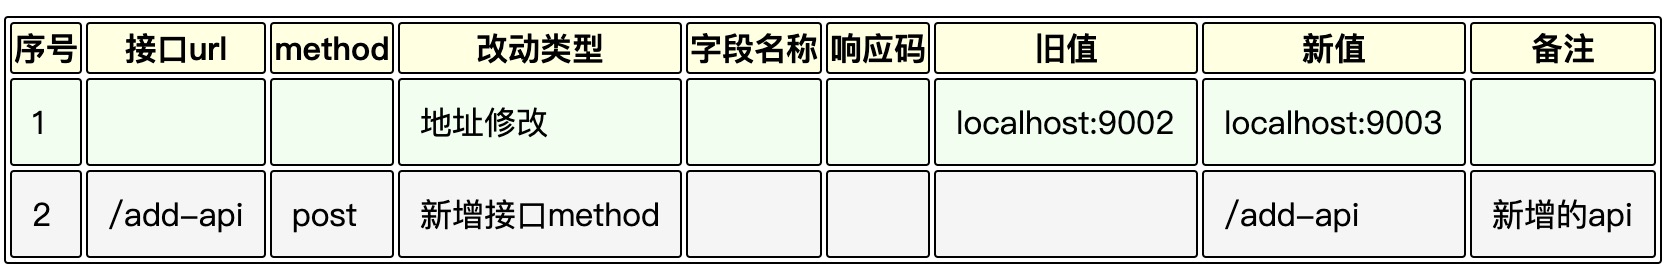 序号 接口url method 改动类型 字段名称 响应码 旧值 新值 备注
1 地址修改 localhost:9002 localhost:9003
2 /add-api post 新增接口method /add-api 新增的api